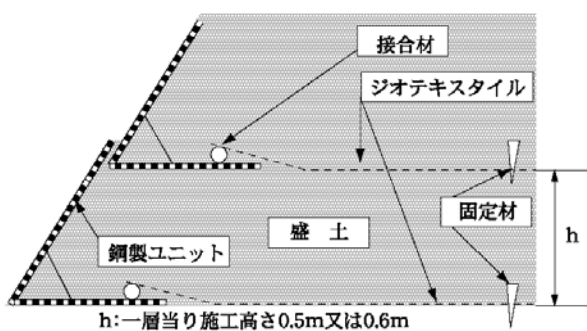 接合材
ジオテキスタイル
固定材
h
盛 土
鋼製ユニット
h:一層当り施工高さ0.5m又は0.6m